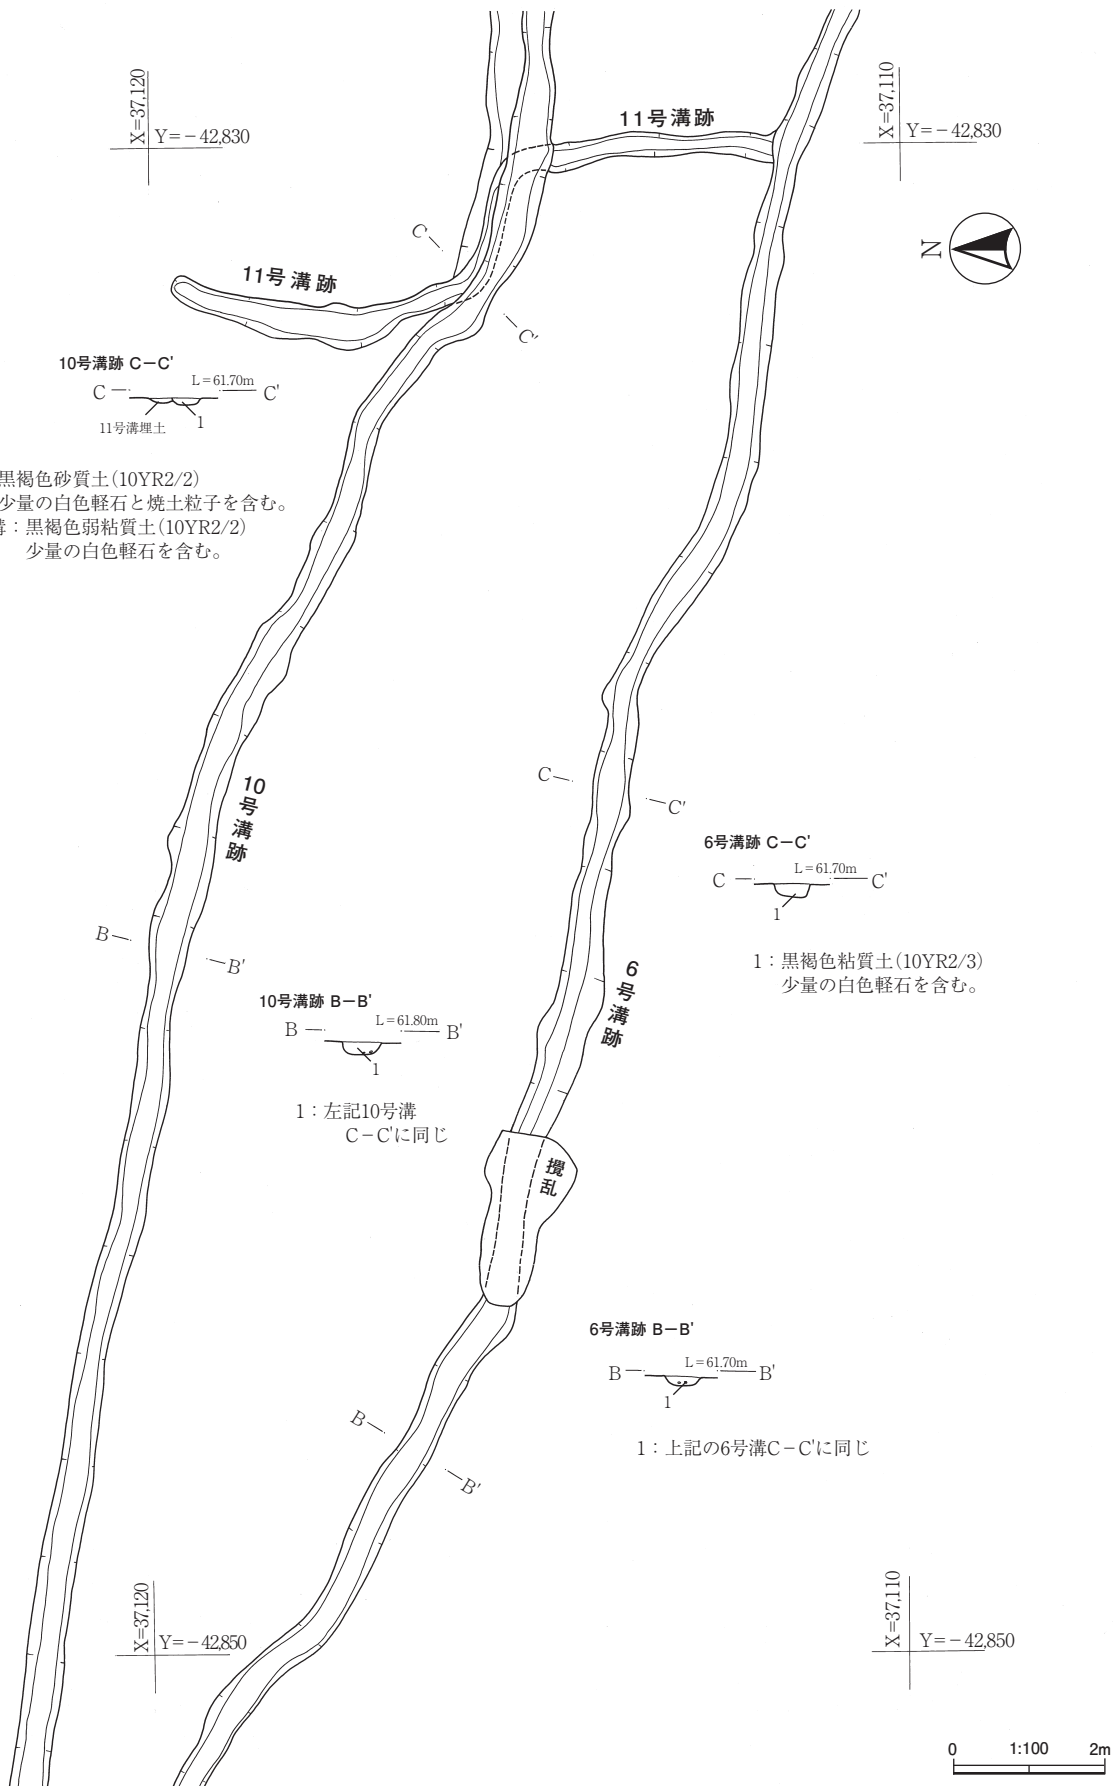 X=37,120
Y=−42,830
11号溝跡
X=37,110
Y=−42,830
N
C
11号溝跡
C'
10号溝跡 C−C'
L=61.70m
C
C'
11号溝埋土
1
黒褐色砂質土(10YR2/2)
少量の白色軽石と焼土粒子を含む。
：黒褐色弱粘質土(10YR2/2)
少量の白色軽石を含む。
C
C'
10号溝跡
6号溝跡 C−C'
L=61.70m
C
C'
1
B
B'
1：黒褐色粘質土(10YR2/3)
少量の白色軽石を含む。
6号溝跡
10号溝跡 B−B'
L=61.80m
B
B'
1
1：左記10号溝
C−C'に同じ
攪乱
6号溝跡 B−B'
L=61.70m
B
B'
1
B
B'
1：上記の6号溝C−C'に同じ
X=37,120
Y=−42,850
X=37,110
Y=−42,850
0 1:100 2m